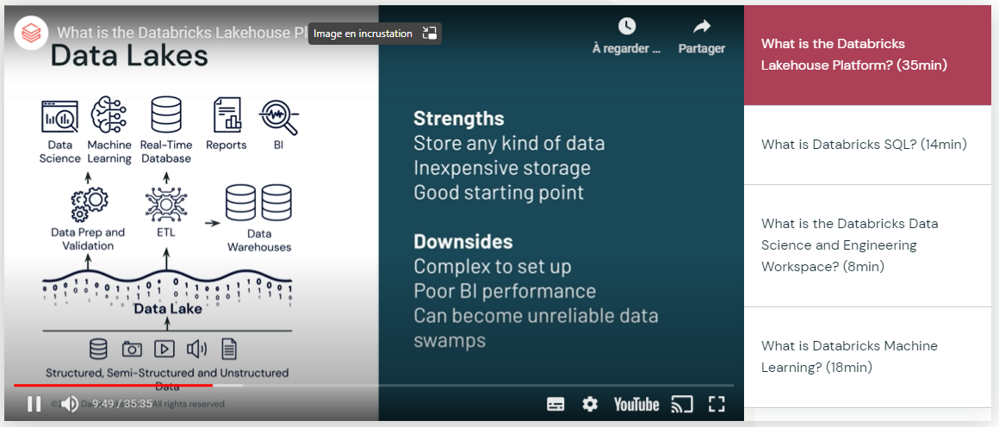 What is the Databricks Lakehouse Pl
Image en incrustation
À regarder ...
Partager
Data Lakes
Data
Science
Machine
Learning
Real-Time
Database
Reports
BI
Data Prep and
Validation
ETL
Data
Warehouses
Data Lake
Structured, Semi-Structured and Unstructured
Data
Strengths
Store any kind of data
Inexpensive storage
Good starting point
Downsides
Complex to set up
Poor BI performance
Can become unreliable data
swamps
9:49 / 35:35
All rights reserved
YouTube
What is the Databricks
Lakehouse Platform? (35min)
What is Databricks SQL? (14min)
What is the Databricks Data
Science and Engineering
Workspace? (8min)
What is Databricks Machine
Learning? (18min)